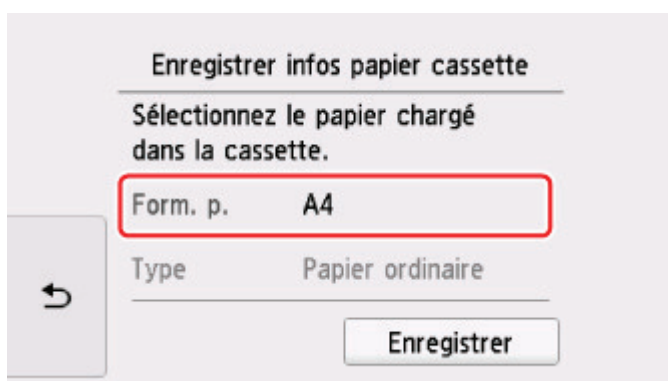 Enregistrer infos papier cassette
Sélectionnez le papier chargé
dans la cassette.
Form. p. A4
Type Papier ordinaire
Enregistrer